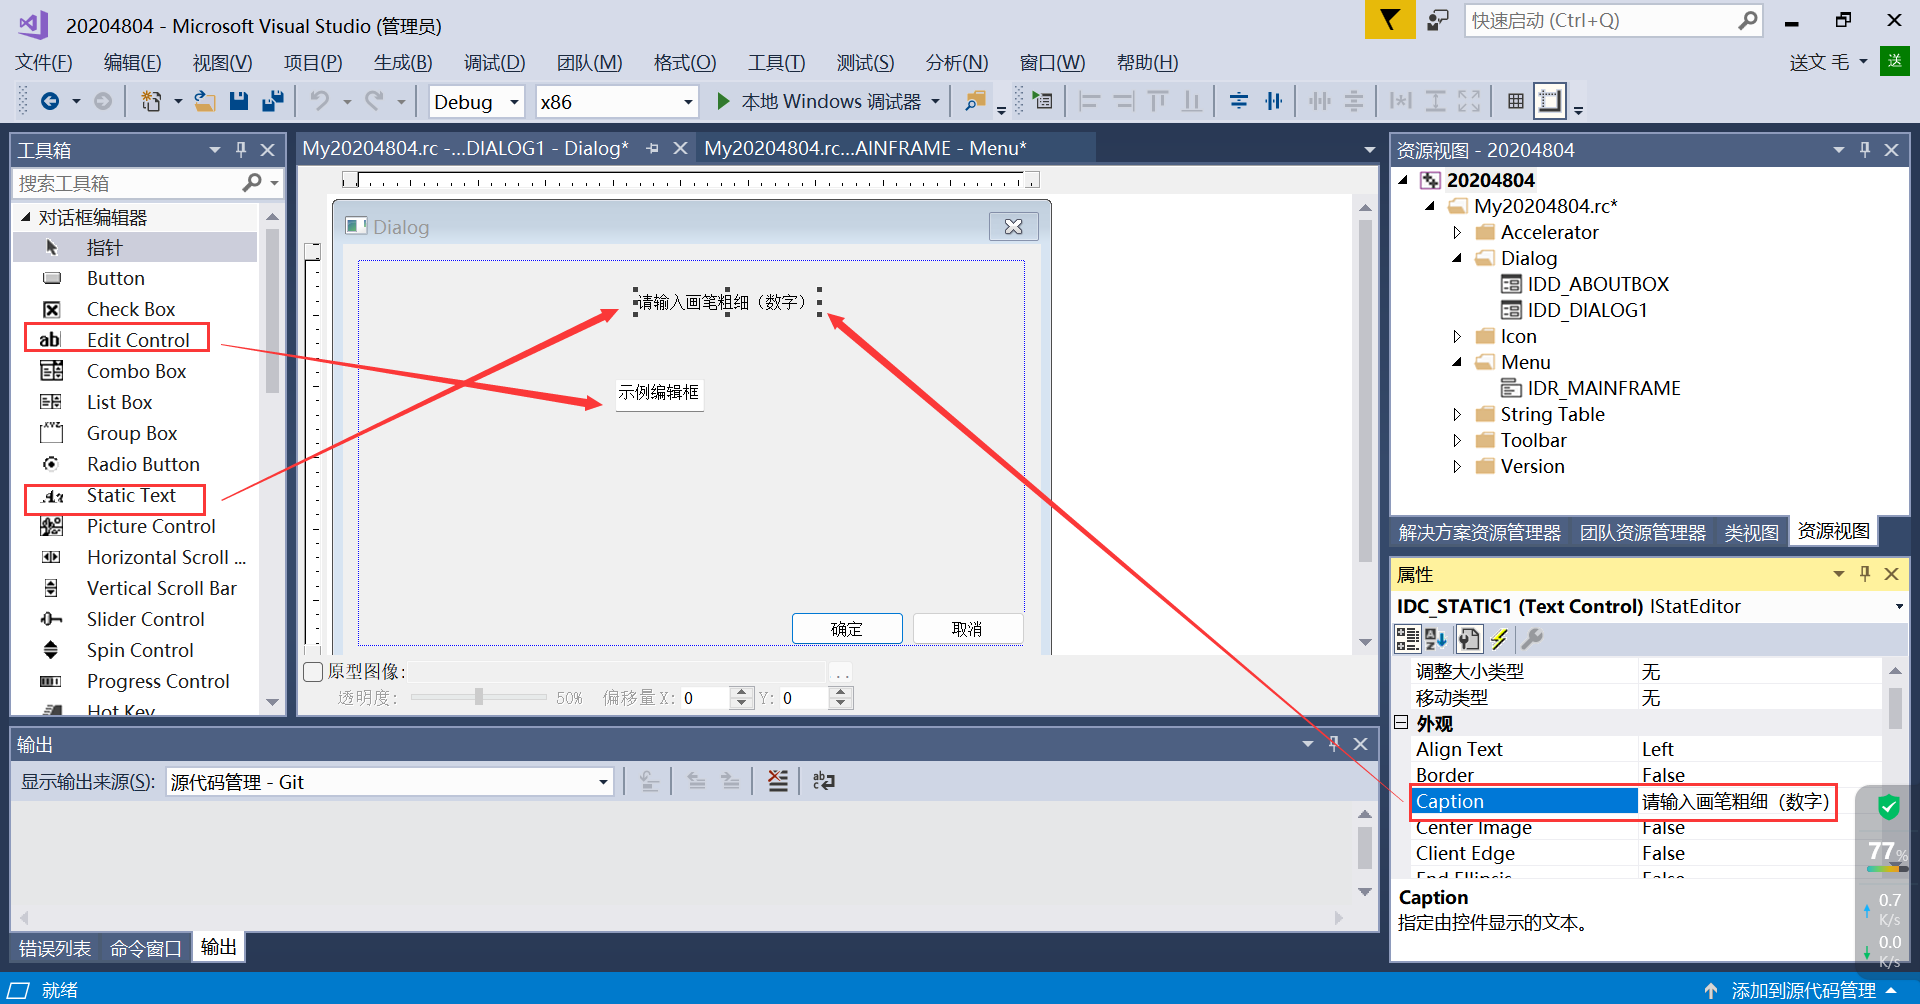 20204804 - Microsoft Visual Studio (管理员)
快速启动 (Ctrl+Q)
文件(F) 编辑(E) 视图(V) 项目(P) 生成(B) 调试(D) 团队(M) 格式(O) 工具(T) 测试(S) 分析(N) 窗口(W) 帮助(H)
送文 毛
送
Debug x86 本地 Windows 调试器
工具箱
搜索工具箱
对话框编辑器
指针
Button
Check Box
ab Edit Control
Combo Box
List Box
Group Box
Radio Button
Static Text
Picture Control
Horizontal Scroll ...
Vertical Scroll Bar
Slider Control
Spin Control
Progress Control
Hot Key
My20204804.rc -...DIALOG1 - Dialog*
My20204804.rc...AINFRAME - Menu*
Dialog
请输入画笔粗细（数字）
示例编辑框
确定 取消
原型图像: ..
透明度: 50% 偏移量 X: 0 Y: 0
资源视图 - 20204804
20204804
My20204804.rc*
Accelerator
Dialog
IDD_ABOUTBOX
IDD_DIALOG1
Icon
Menu
IDR_MAINFRAME
String Table
Toolbar
Version
解决方案资源管理器 团队资源管理器 类视图 资源视图
属性
IDC_STATIC1 (Text Control) IStatEditor
调整大小类型 无
移动类型 无
外观
Align Text Left
Border False
Caption 请输入画笔粗细（数字）
Center Image False
Client Edge False
End Ellipsis False
Caption
指定由控件显示的文本。
77%
0.7
K/s
0.0
K/s
输出
显示输出来源(S): 源代码管理 - Git
错误列表 命令窗口 输出
就绪
添加到源代码管理